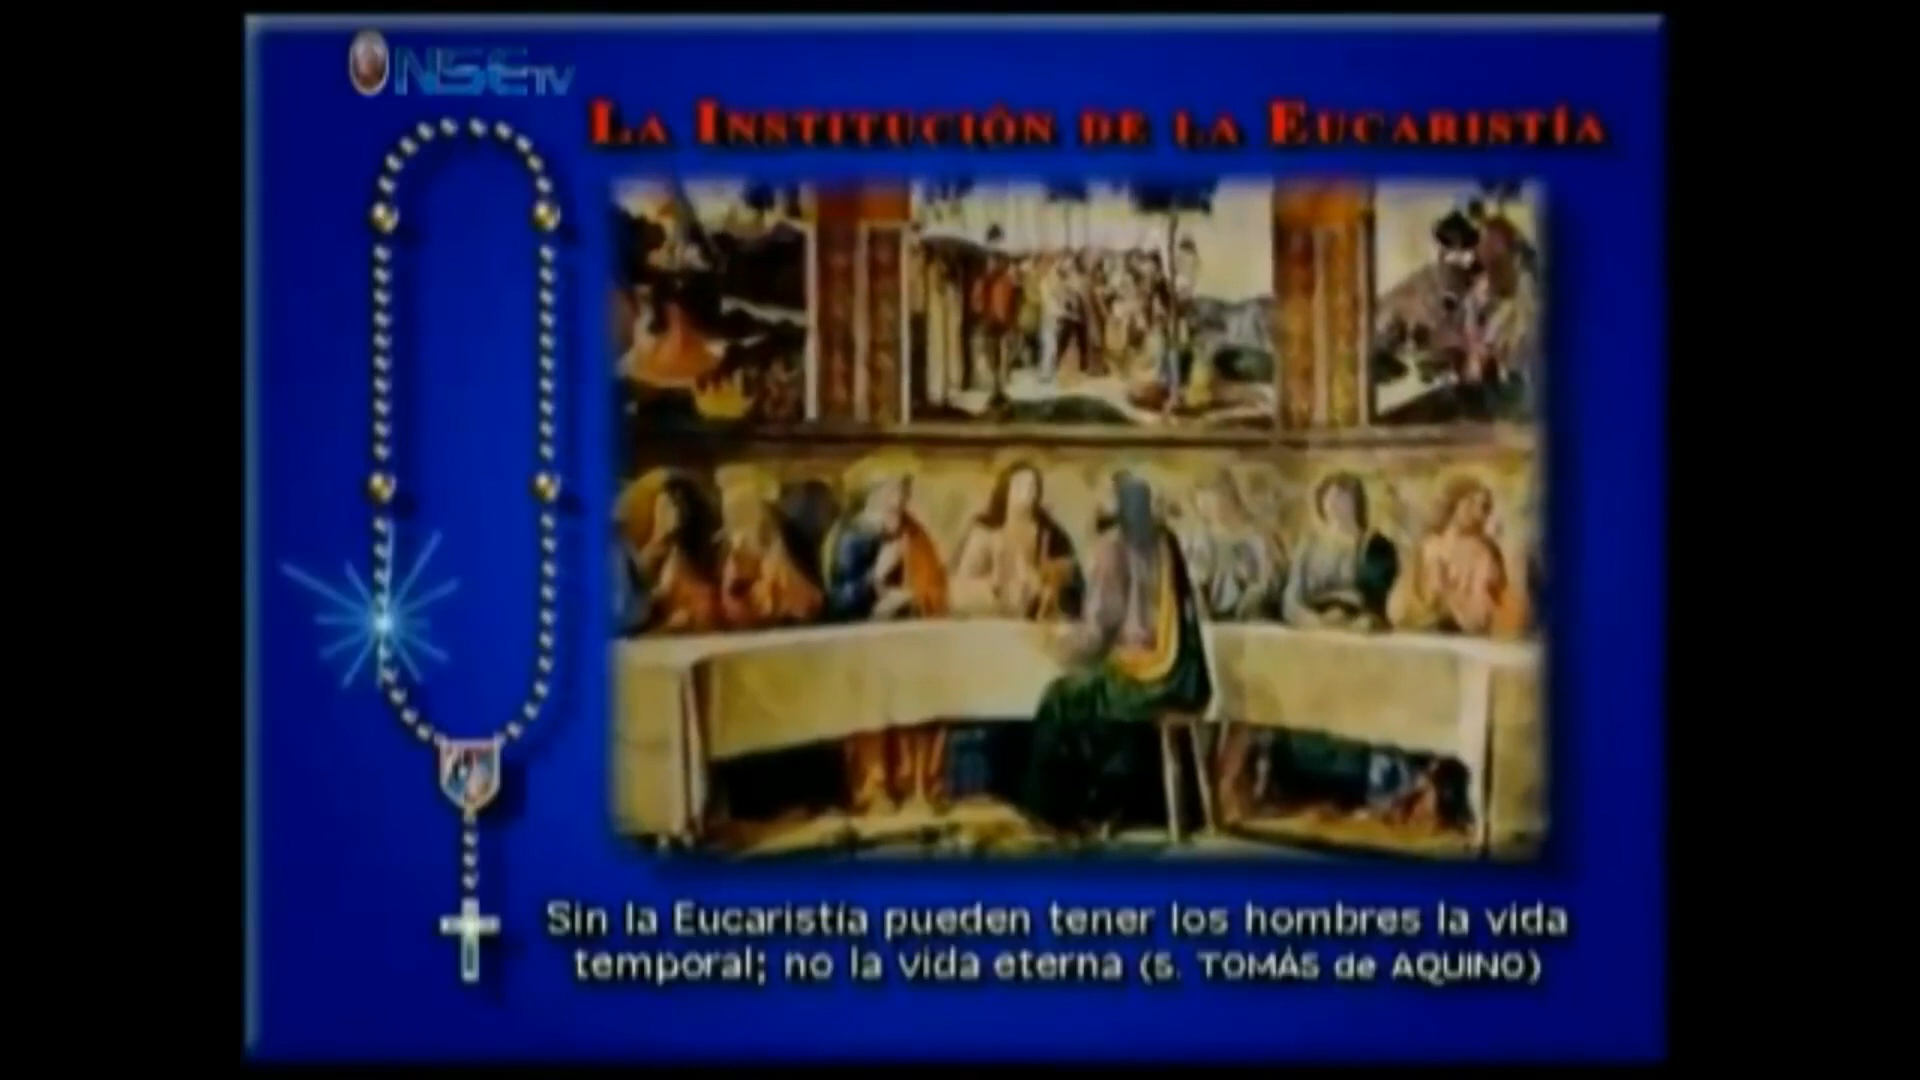 NSE TV
LA INSTITUCIÓN DE LA EUCARISTÍA
Sin la Eucaristía pueden tener los hombres la vida
temporal; no la vida eterna (S. TOMÁS de AQUINO)